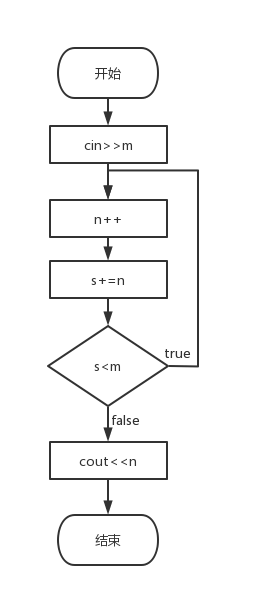 开始
cin>>m
n++
s+=n
s<m
true
false
cout<<n
结束